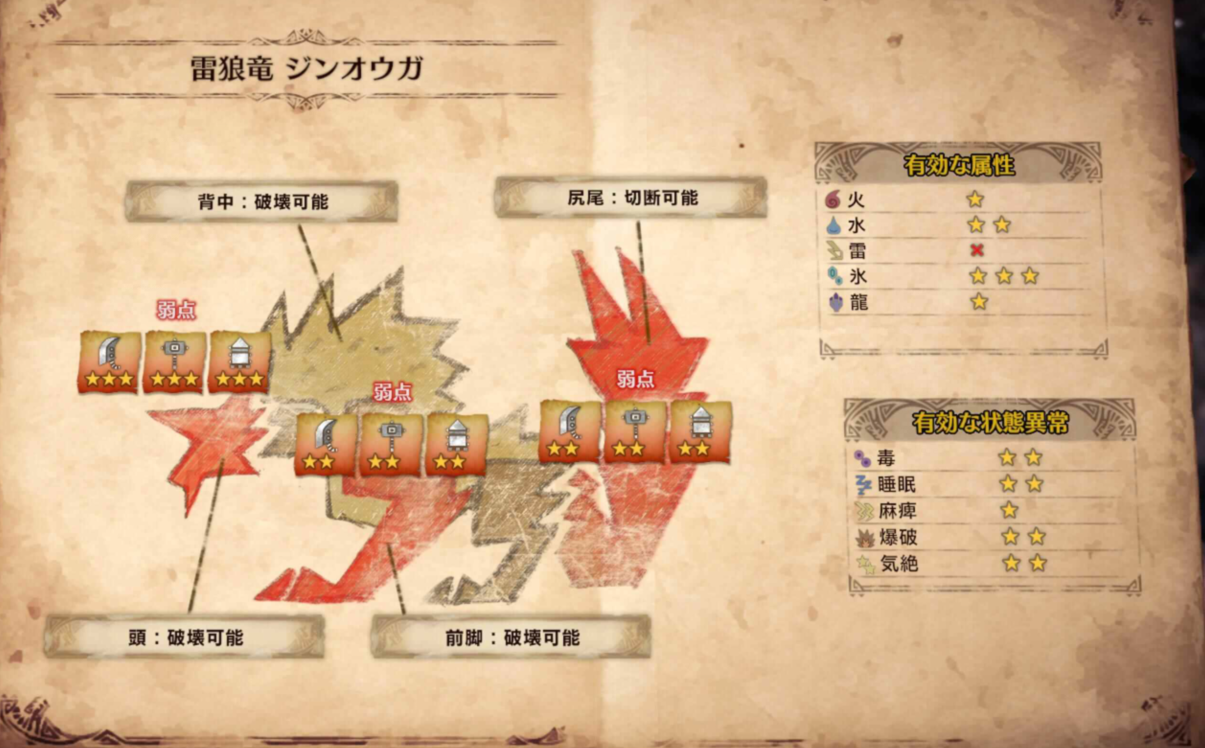 雷狼竜 ジンオウガ
背中：破壊可能
尻尾：切断可能
弱点
弱点
弱点
頭：破壊可能
前脚：破壊可能
有効な属性
火
水
雷
氷
龍
有効な状態異常
毒
睡眠
麻痺
爆破
気絶